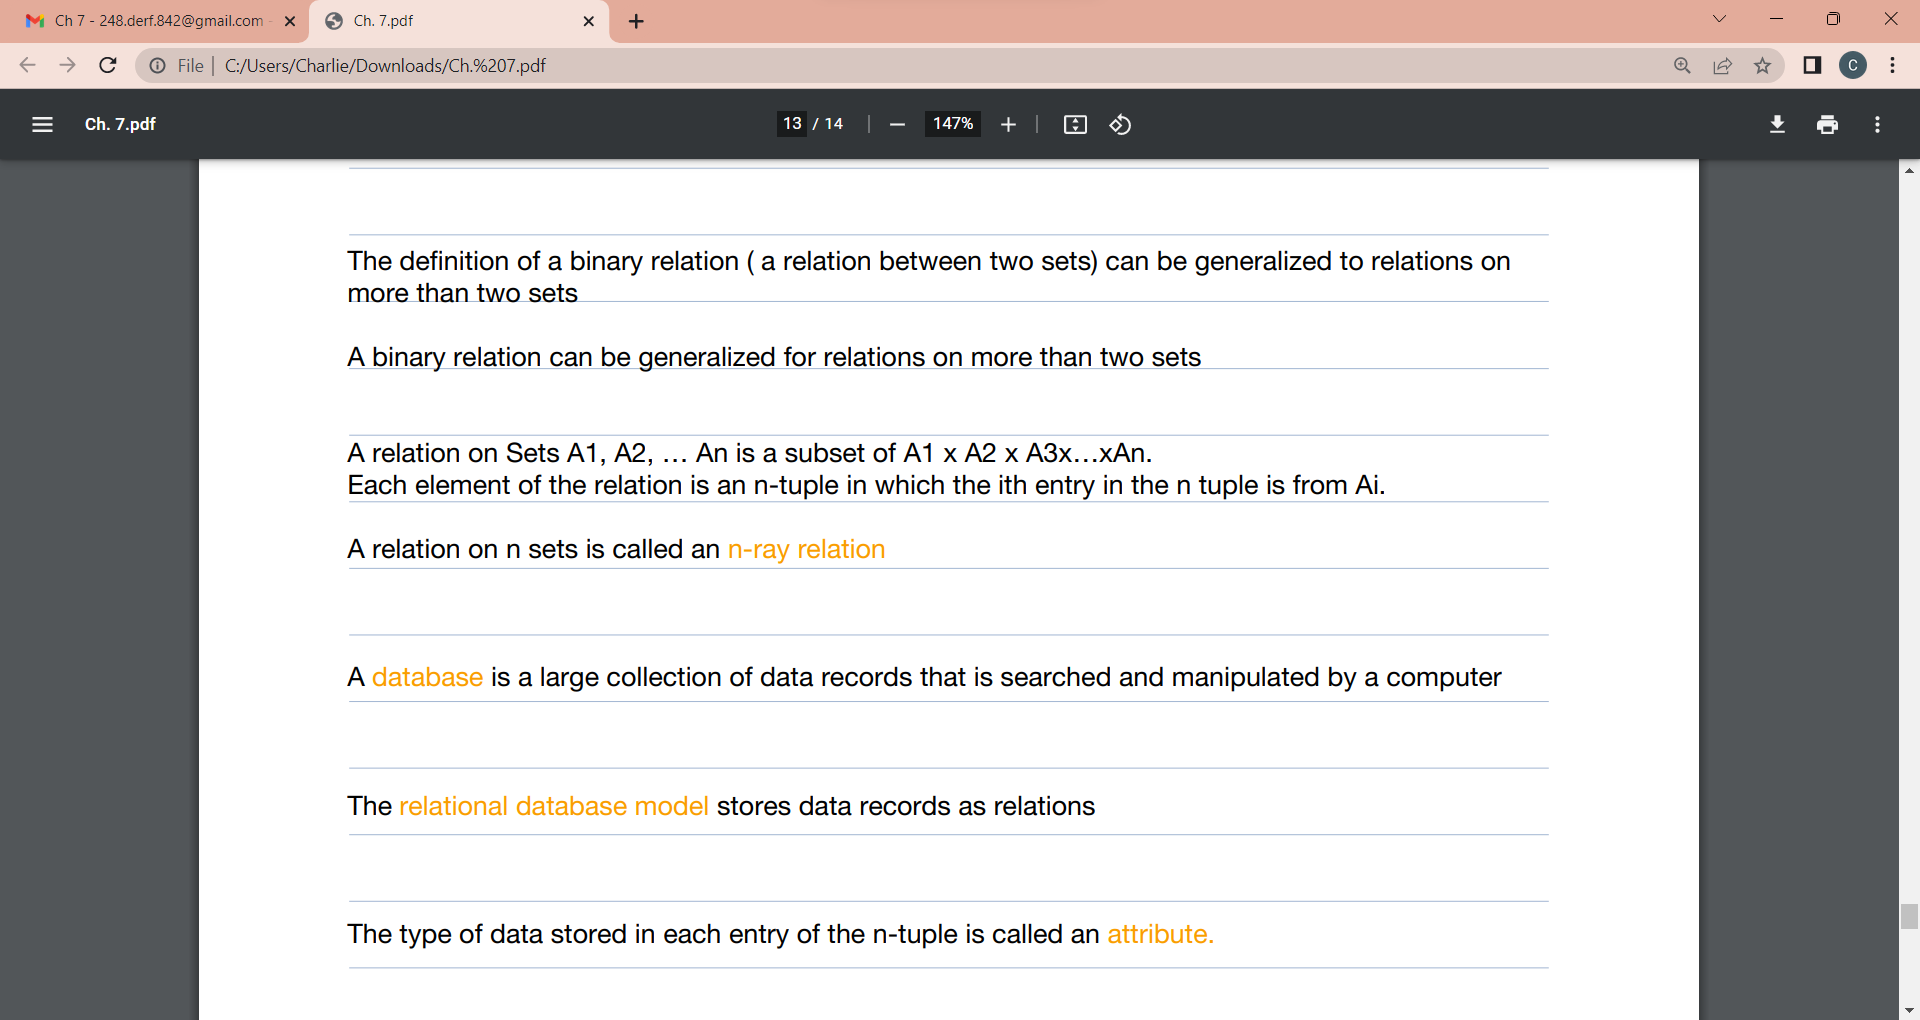 Ch 7 - 248.derf.842@gmail.com -
Ch. 7.pdf
File | C:/Users/Charlie/Downloads/Ch.%207.pdf
C
Ch. 7.pdf
13 / 14
147%
The definition of a binary relation ( a relation between two sets) can be generalized to relations on
more than two sets
A binary relation can be generalized for relations on more than two sets
A relation on Sets A1, A2, … An is a subset of A1 x A2 x A3x…xAn.
Each element of the relation is an n-tuple in which the ith entry in the n tuple is from Ai.
A relation on n sets is called an n-ray relation
A database is a large collection of data records that is searched and manipulated by a computer
The relational database model stores data records as relations
The type of data stored in each entry of the n-tuple is called an attribute.